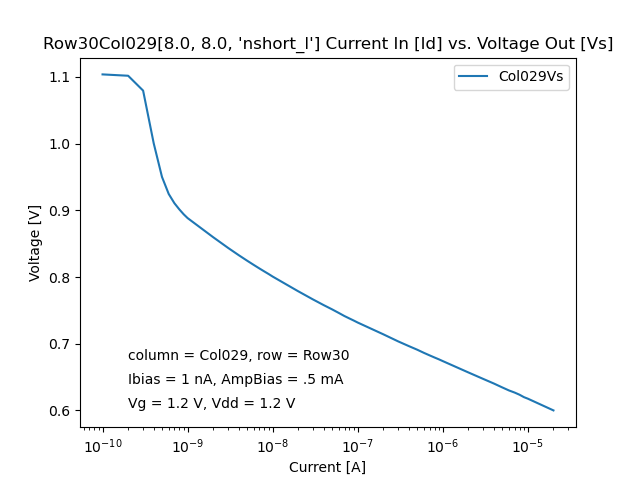 Row30Col029[8.0, 8.0, 'nshort_l'] Current In [Id] vs. Voltage Out [Vs]
Col029Vs
1.1
1.0
0.9
0.8
0.7
0.6
Voltage [V]
column = Col029, row = Row30
Ibias = 1 nA, AmpBias = .5 mA
Vg = 1.2 V, Vdd = 1.2 V
10⁻¹⁰ 10⁻⁹ 10⁻⁸ 10⁻⁷ 10⁻⁶ 10⁻⁵
Current [A]